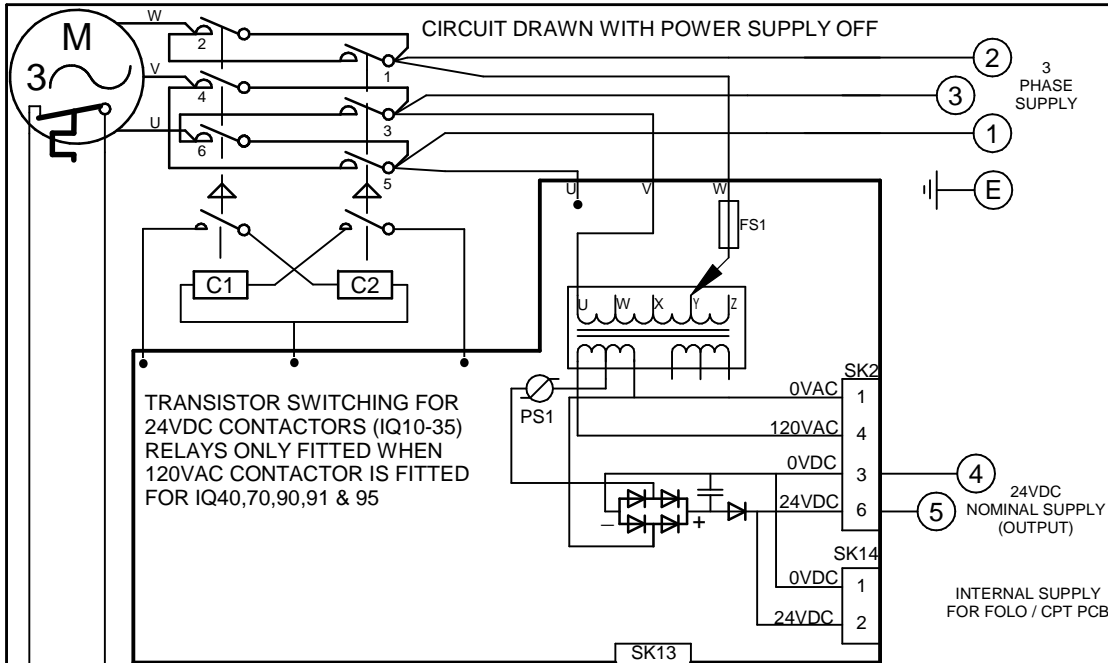 CIRCUIT DRAWN WITH POWER SUPPLY OFF
W
M
2
1
2
3
PHASE
SUPPLY
3
V
4
3
3
U
6
5
1
U
V
W
E
FS1
C1
C2
U
W
X
Y
Z
SK2
0VAC
1
PS1
120VAC
4
TRANSISTOR SWITCHING FOR
24VDC CONTACTORS (IQ10-35)
RELAYS ONLY FITTED WHEN
120VAC CONTACTOR IS FITTED
FOR IQ40,70,90,91 & 95
0VDC
3
4
24VDC
NOMINAL SUPPLY
(OUTPUT)
24VDC
6
5
–
+
SK14
0VDC
1
INTERNAL SUPPLY
FOR FOLO / CPT PCB
24VDC
2
SK13